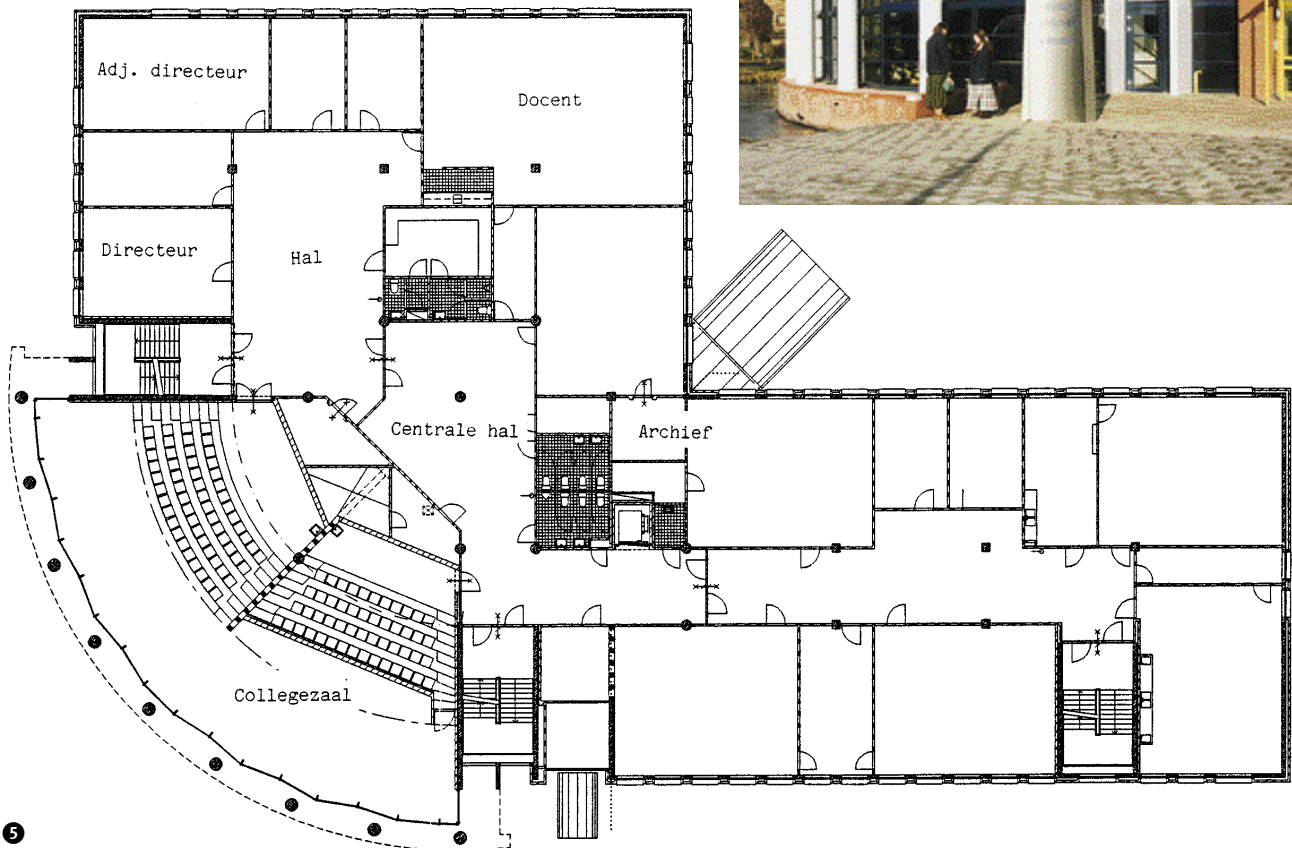 Adj. directeur
Docent
Directeur
Hal
Centrale hal
Archief
Collegezaal
5